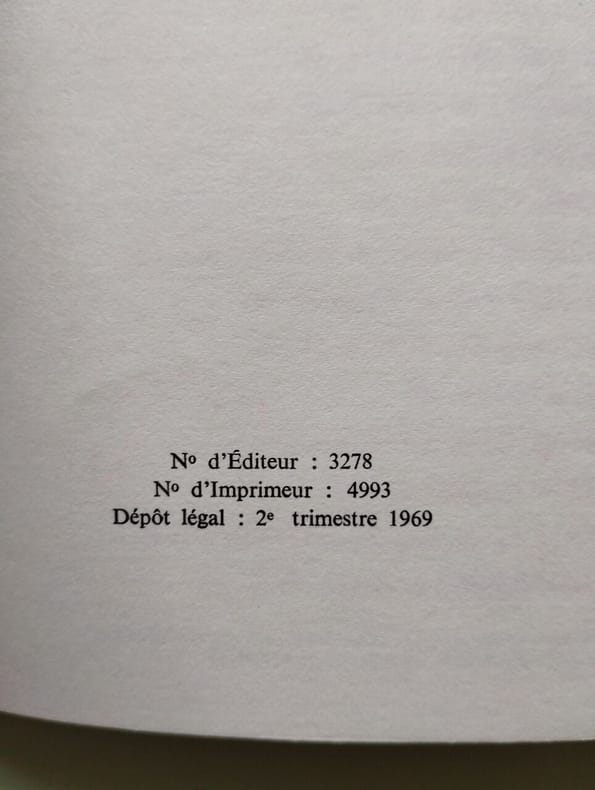 Nº d'Éditeur : 3278
Nº d'Imprimeur : 4993
Dépôt légal : 2e trimestre 1969